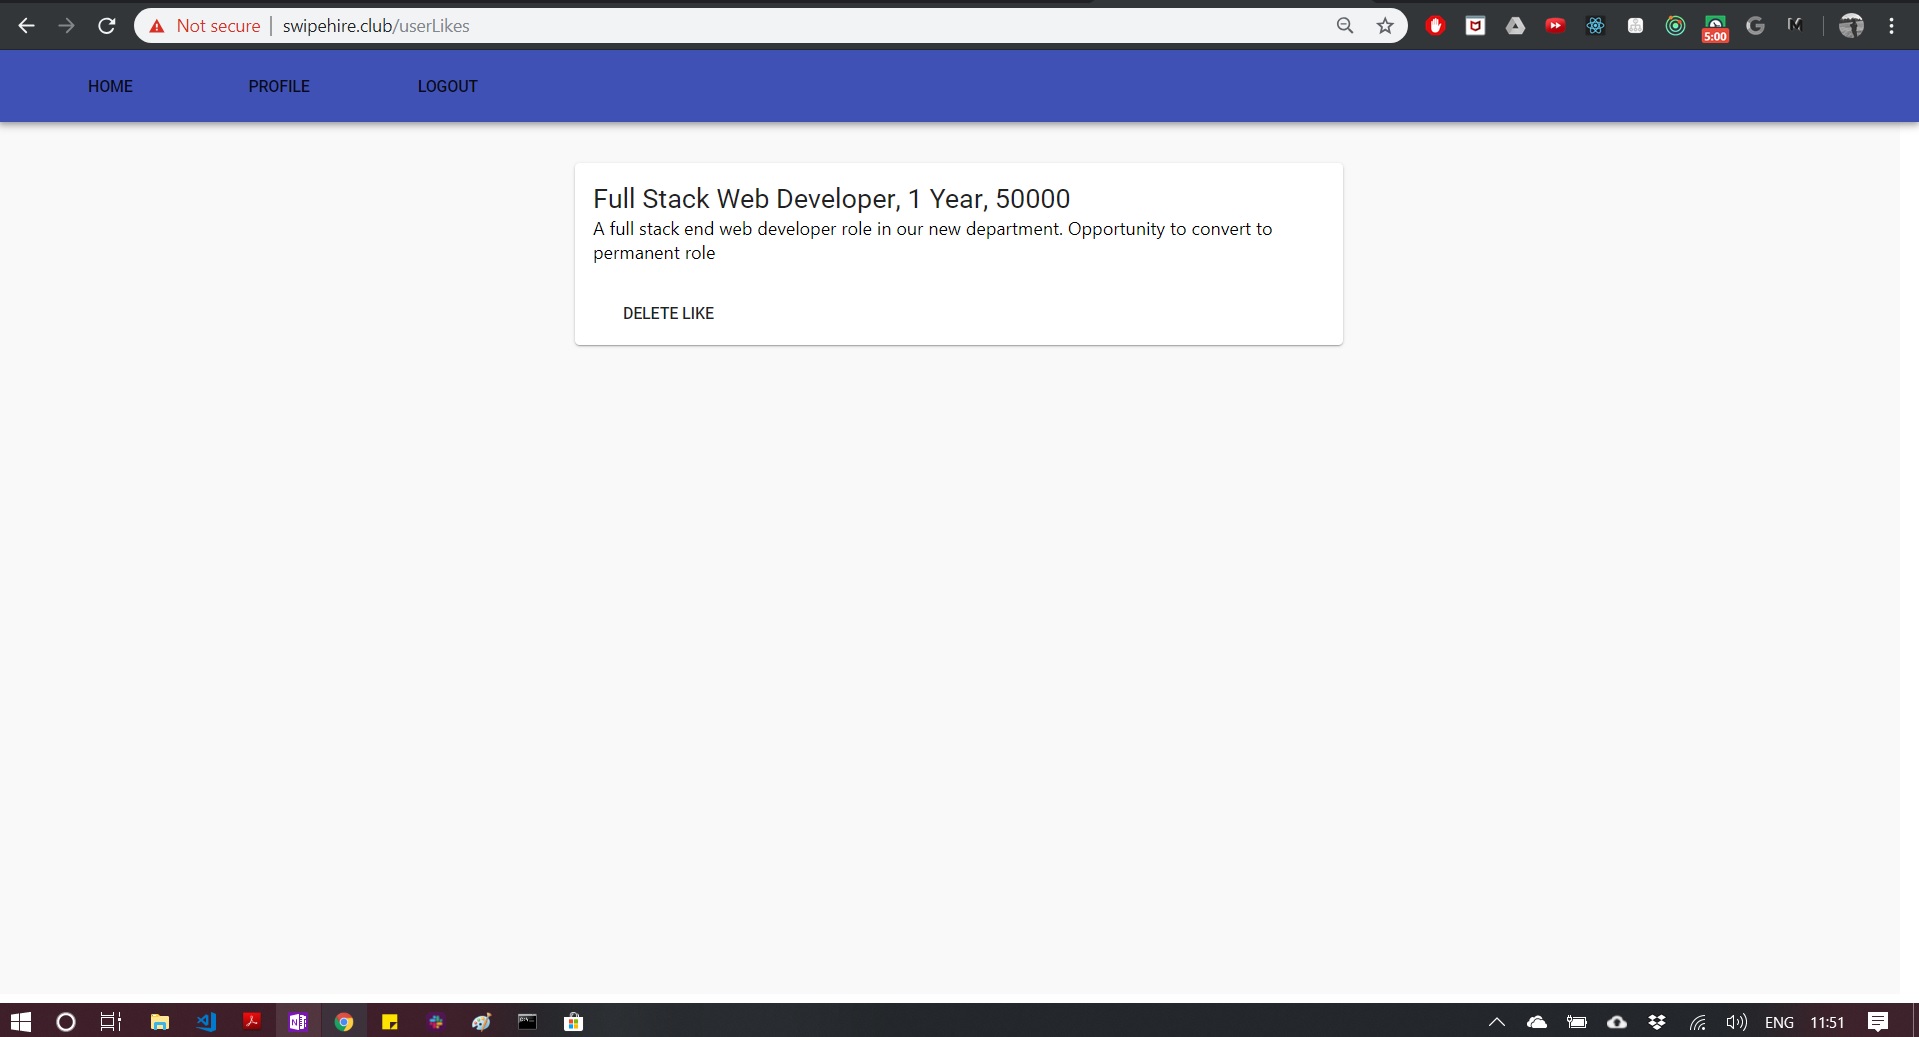 Not secure | swipehire.club/userLikes
5:00
HOME PROFILE LOGOUT
Full Stack Web Developer, 1 Year, 50000
A full stack end web developer role in our new department. Opportunity to convert to
permanent role
DELETE LIKE
ENG 11:51